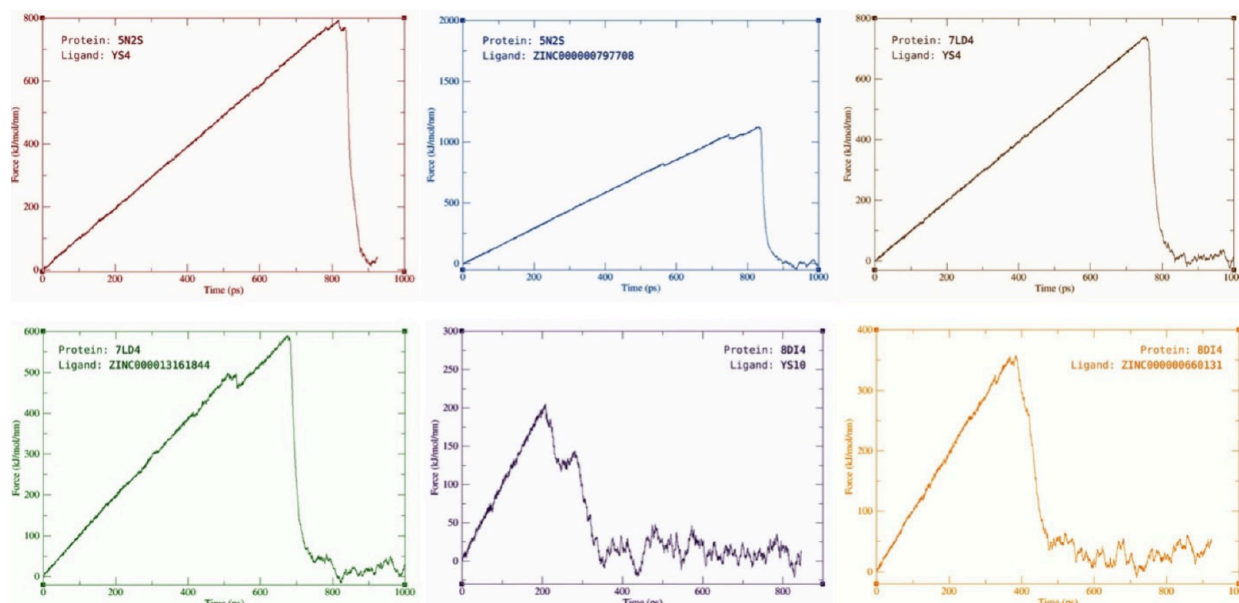 800
600
400
200
0
Force (kJ/mol/nm)
Protein: 5N2S
Ligand: YS4
0 200 400 600 800 1000
Time (ps)
2000
1500
1000
500
0
Force (kJ/mol/nm)
Protein: 5N2S
Ligand: ZINC000000797708
0 200 400 600 800 1000
Time (ps)
800
600
400
200
0
Force (kJ/mol/nm)
Protein: 7LD4
Ligand: YS4
0 200 400 600 800 1000
Time (ps)
600
500
400
300
200
100
0
Force (kJ/mol/nm)
Protein: 7LD4
Ligand: ZINC000013161844
0 200 400 600 800 1000
Time (ps)
300
250
200
150
100
50
0
Force (kJ/mol/nm)
Protein: 8DI4
Ligand: YS10
0 200 400 600 800
Time (ps)
400
300
200
100
0
Force (kJ/mol/nm)
Protein: 8DI4
Ligand: ZINC000000660131
0 200 400 600 800
Time (ps)